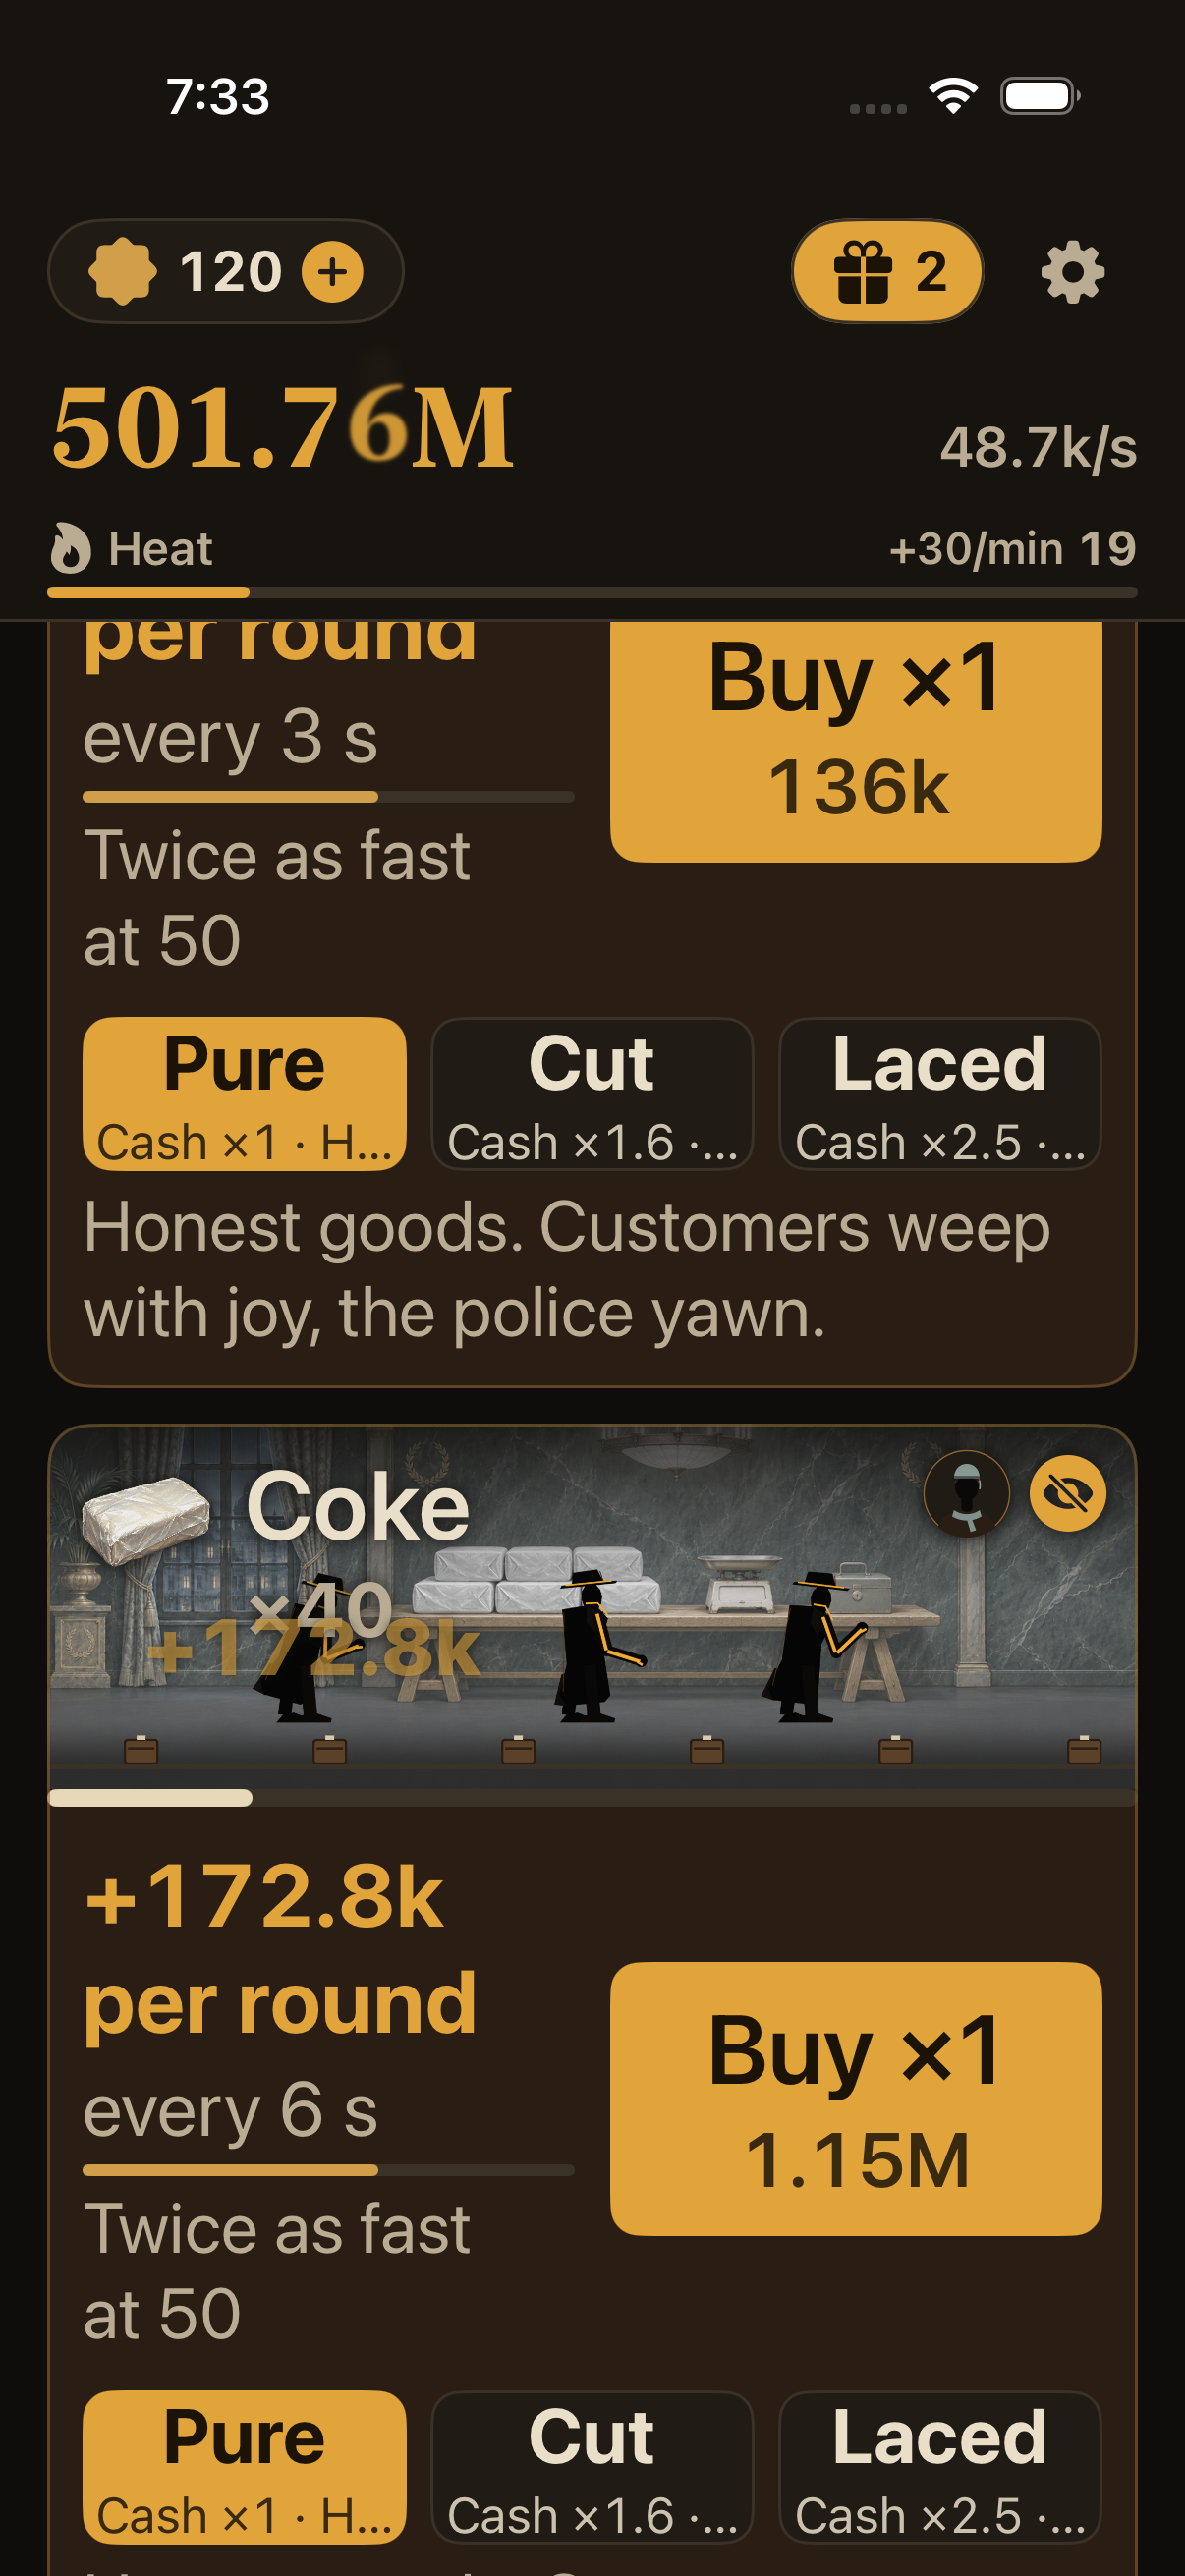 7:33
120
2
501.76M
48.7k/s
Heat
+30/min 19
per round
Buy ×1
136k
every 3 s
Twice as fast
at 50
Pure
Cut
Laced
Cash ×1 · H...
Cash ×1.6 ·...
Cash ×2.5 ·...
Honest goods. Customers weep
with joy, the police yawn.
Coke
×40
+172.8k
+172.8k
per round
every 6 s
Buy ×1
1.15M
Twice as fast
at 50
Pure
Cut
Laced
Cash ×1 · H...
Cash ×1.6 ·...
Cash ×2.5 ·...